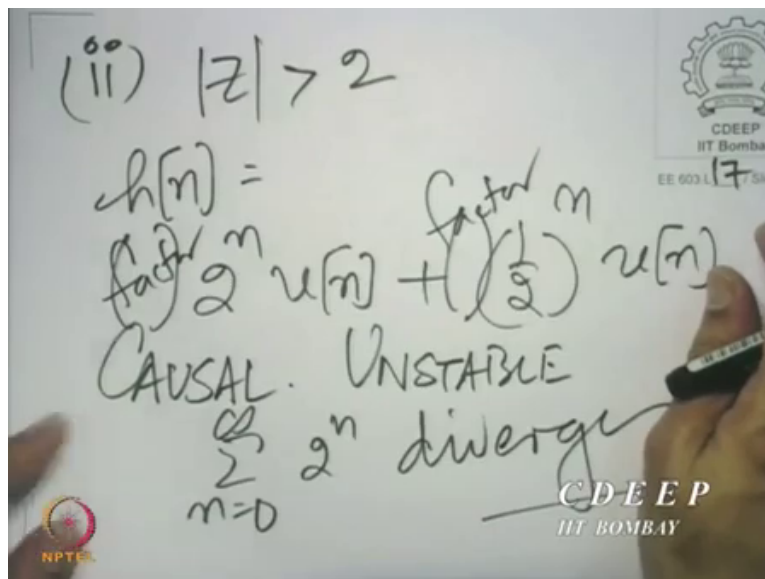 (ii) |Z| > 2
CDEEP
IIT Bombay
EE 603 L 17 / Sl
h[n] =
(factor) 2^n u[n] + (factor) (1/2)^n u[n]
CAUSAL. UNSTABLE
∞
Σ 2^n diverge
n=0
CDEEP
IIT BOMBAY
NPTEL